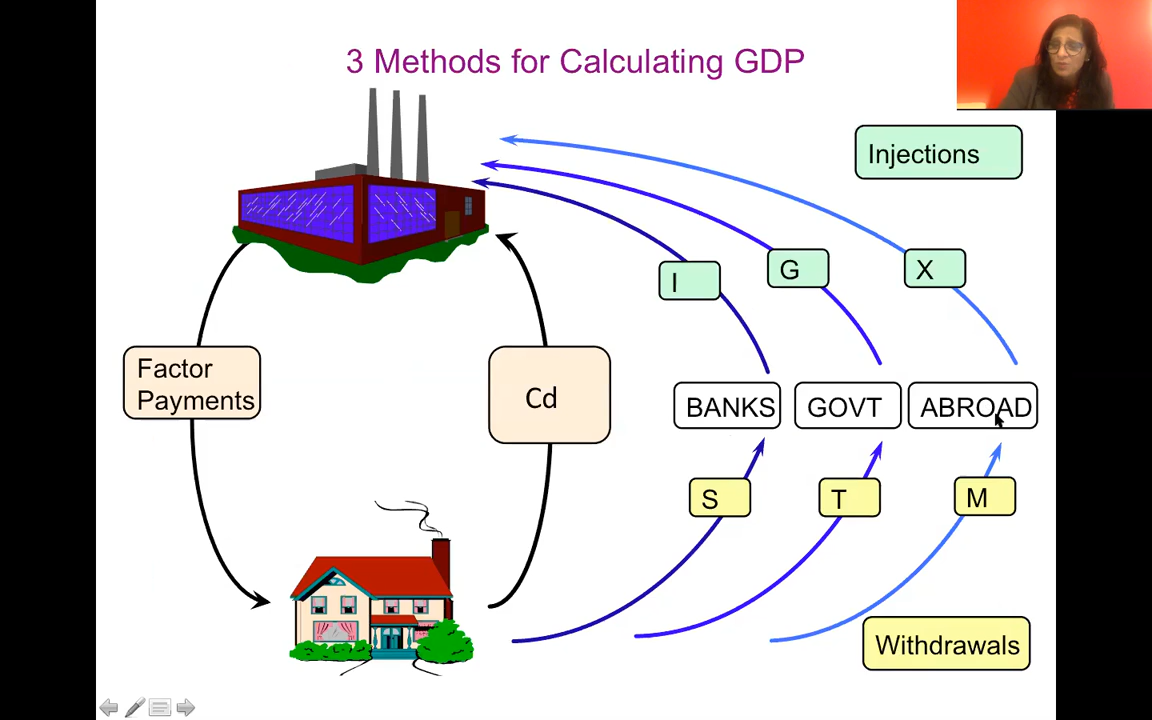 3 Methods for Calculating GDP
Injections
I
G
X
Factor
Payments
Cd
BANKS
GOVT
ABROAD
S
T
M
Withdrawals